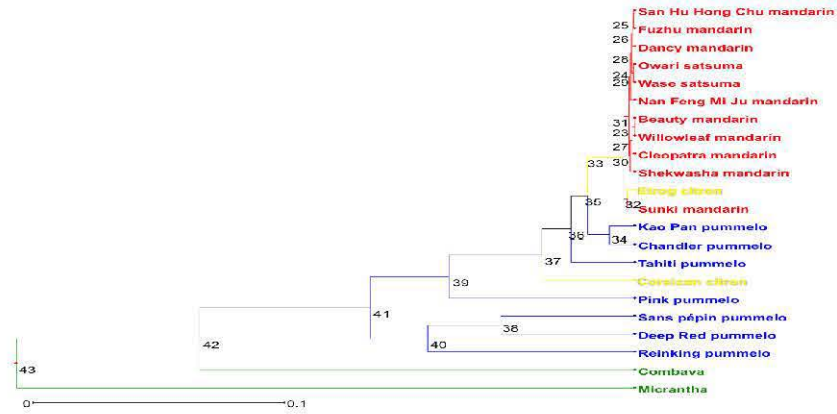 San Hu Hong Chu mandarin
25
Fuzhu mandarin
26
Dancy mandarin
28
Owari satsuma
24
29
Wase satsuma
Nan Feng Mi Ju mandarin
31
Beauty mandarin
23
Willowleaf mandarin
27
Cleopatra mandarin
33
30
Shekwasha mandarin
Etrog citron
35
32
Sunki mandarin
Kao Pan pummelo
36
34
Chandler pummelo
37
Tahiti pummelo
39
Corsican citron
Pink pummelo
41
Sans pépin pummelo
38
Deep Red pummelo
42
40
Reinking pummelo
43
Combava
Micrantha
0
0.1